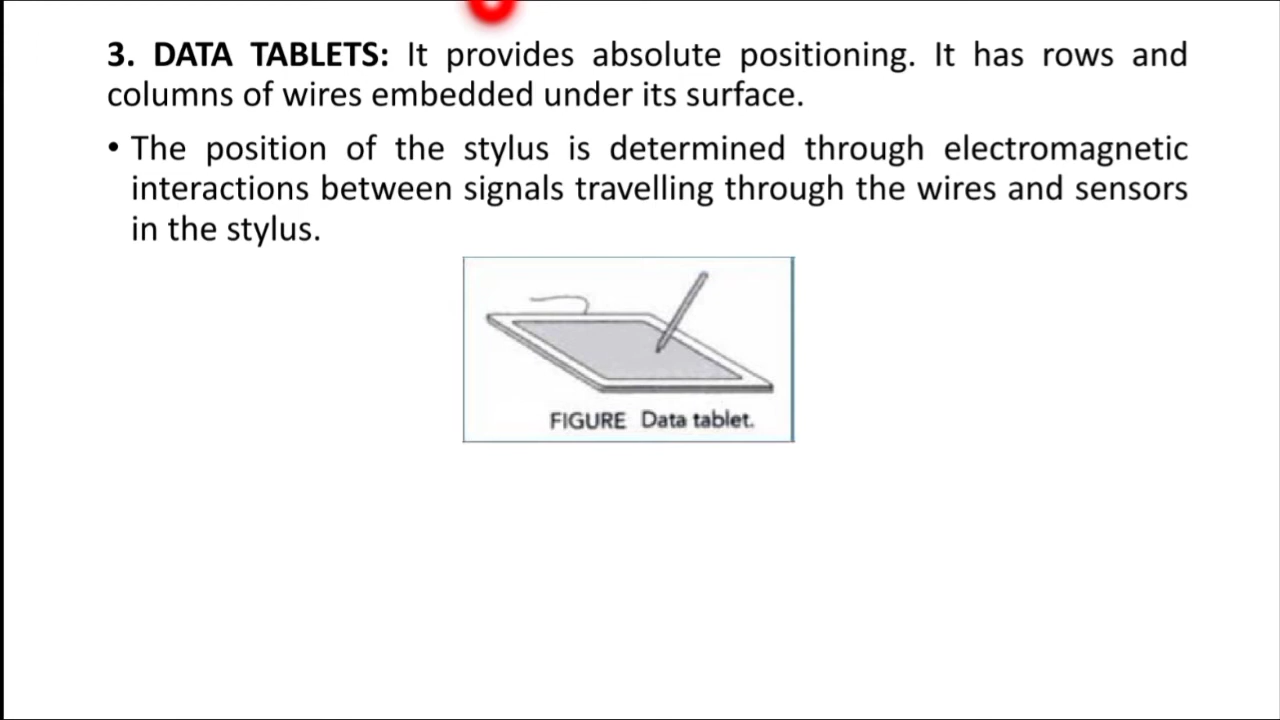 3. DATA TABLETS: It provides absolute positioning. It has rows and
columns of wires embedded under its surface.
• The position of the stylus is determined through electromagnetic
interactions between signals travelling through the wires and sensors
in the stylus.
FIGURE Data tablet.